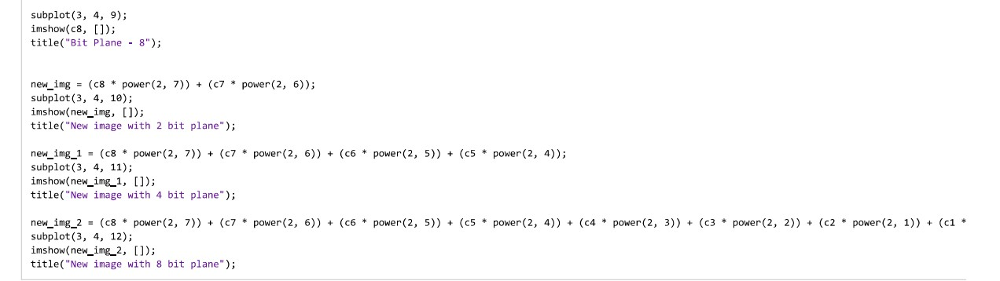 subplot(3, 4, 9);
imshow(c8, []);
title("Bit Plane - 8");
new_img = (c8 * power(2, 7)) + (c7 * power(2, 6));
subplot(3, 4, 10);
imshow(new_img, []);
title("New image with 2 bit plane");
new_img_1 = (c8 * power(2, 7)) + (c7 * power(2, 6)) + (c6 * power(2, 5)) + (c5 * power(2, 4));
subplot(3, 4, 11);
imshow(new_img_1, []);
title("New image with 4 bit plane");
new_img_2 = (c8 * power(2, 7)) + (c7 * power(2, 6)) + (c6 * power(2, 5)) + (c5 * power(2, 4)) + (c4 * power(2, 3)) + (c3 * power(2, 2)) + (c2 * power(2, 1)) + (c1 *
subplot(3, 4, 12);
imshow(new_img_2, []);
title("New image with 8 bit plane");